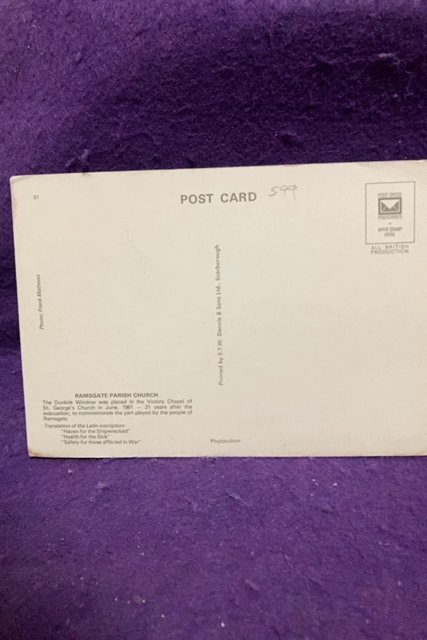 01
POST CARD
599
POST OFFICE
PREFERRED
AFFIX STAMP
HERE
ALL BRITISH
PRODUCTION
Photo: Frank Mathews
Printed by E.T.W. Dennis & Sons Ltd., Scarborough
RAMSGATE PARISH CHURCH
The Dunkirk Window was placed in the Victory Chapel of
St. George's Church in June, 1961 — 21 years after the
evacuation, to commemorate the part played by the people of
Ramsgate.
Translation of the Latin inscription:
"Haven for the Shipwrecked"
"Health for the Sick"
"Safety for those afflicted in War"
Photocolour